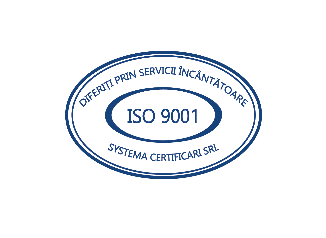 DIFERIȚI PRIN SERVICII ÎNCÂNTĂTOARE
ISO 9001
SYSTEMA CERTIFICARI SRL